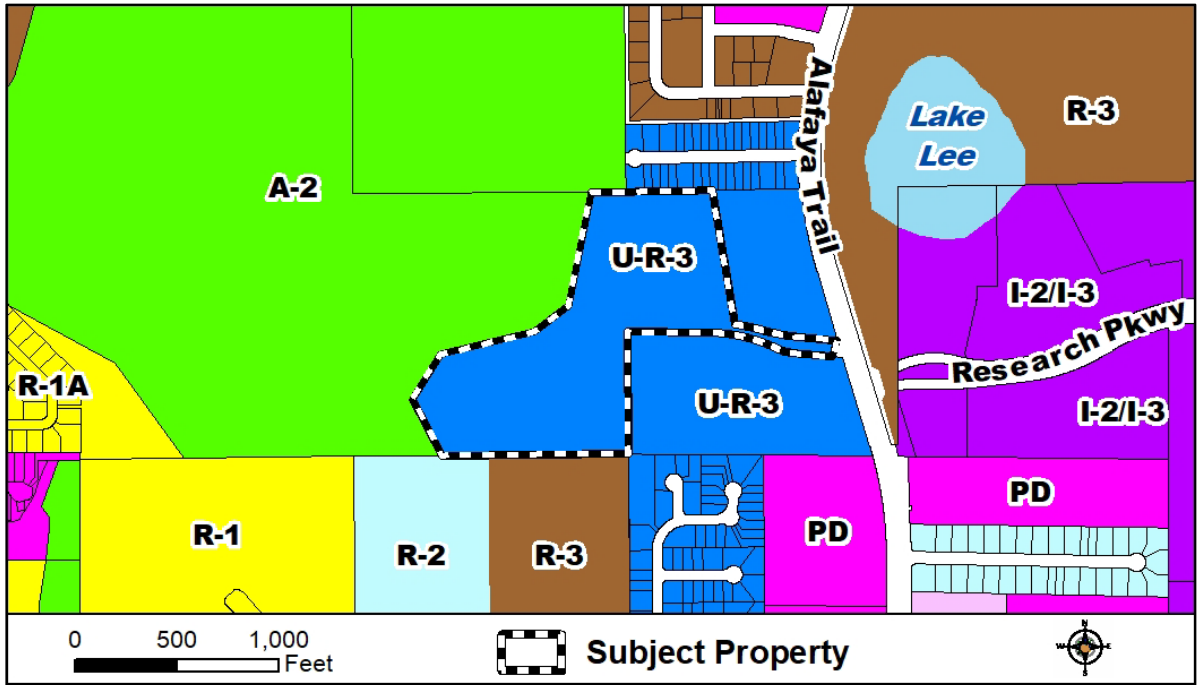 Alafaya Trail
Lake
Lee
R-3
A-2
U-R-3
I-2/I-3
Research Pkwy
R-1A
U-R-3
I-2/I-3
PD
R-1
R-2
R-3
PD
0 500 1,000
Feet
Subject Property
N
W E
S